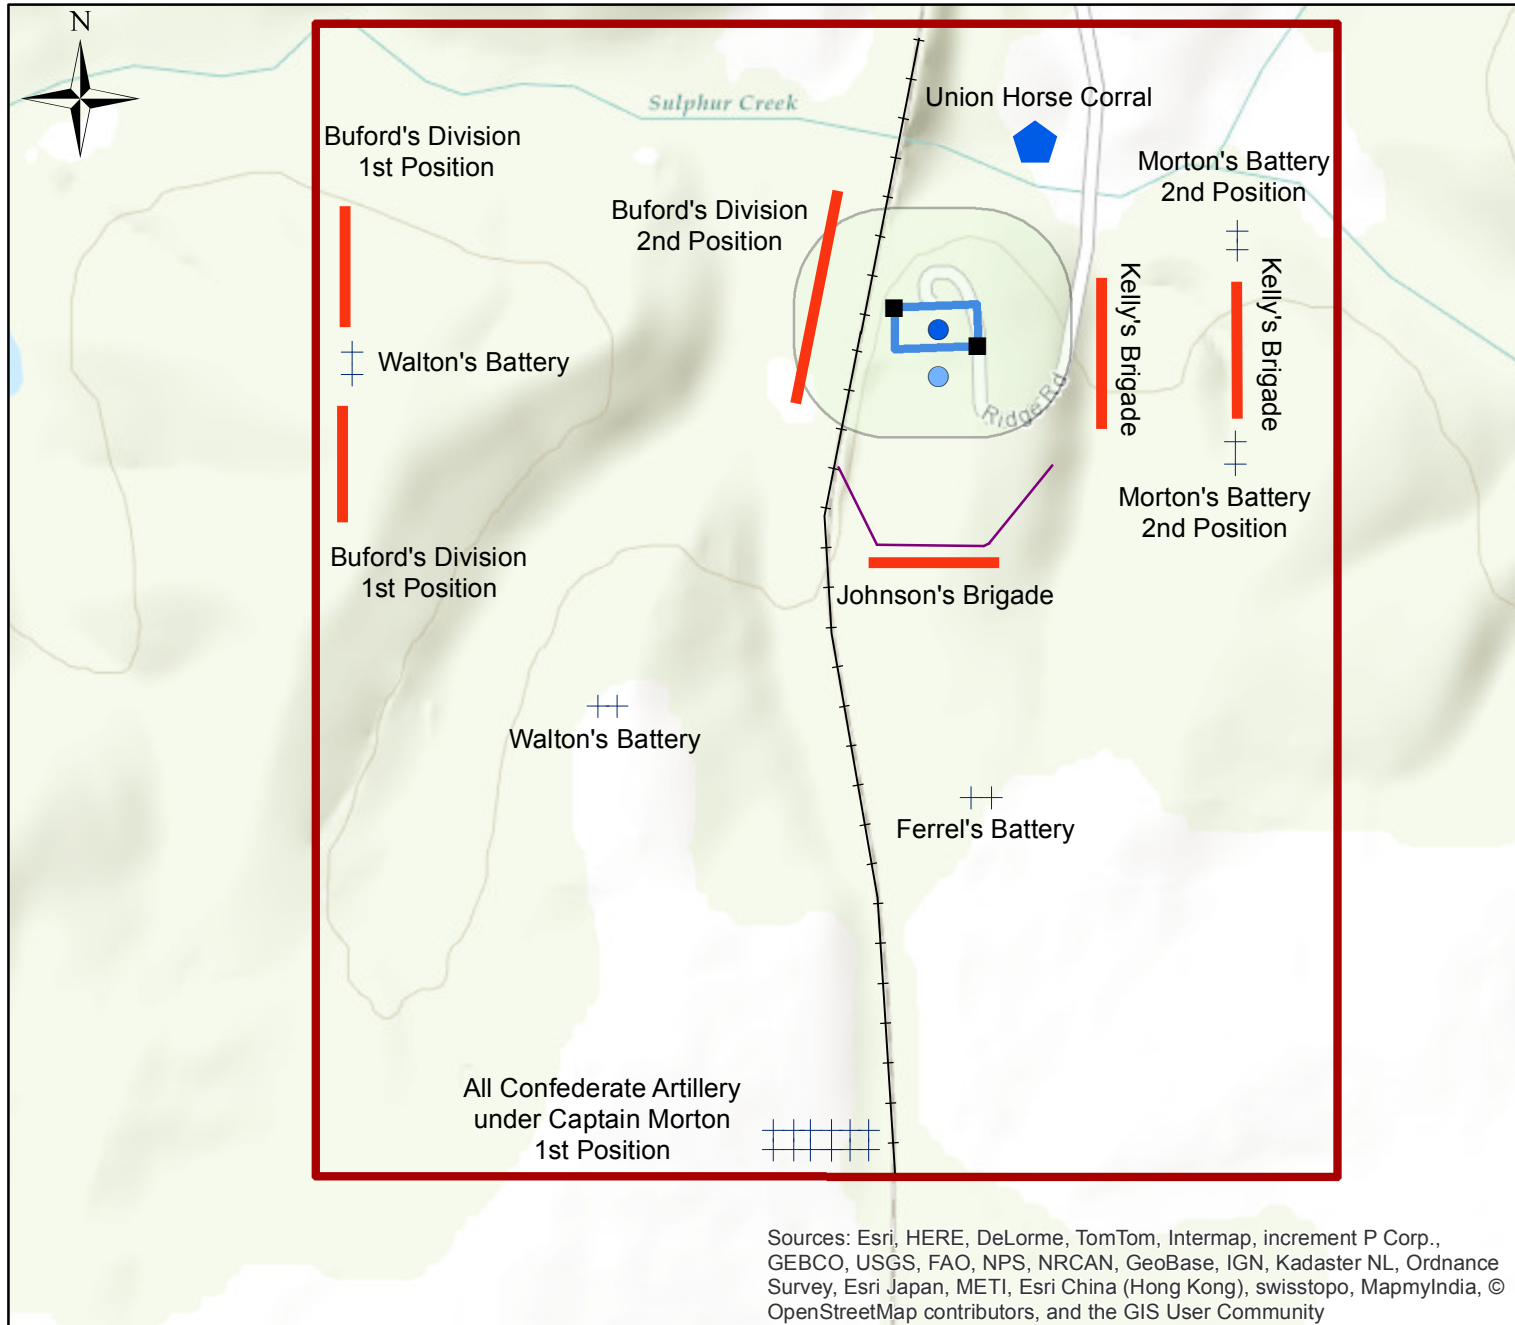 N
Sulphur Creek
Union Horse Corral
Buford's Division
1st Position
Morton's Battery
2nd Position
Buford's Division
2nd Position
Kelly's Brigade
Kelly's Brigade
Walton's Battery
Ridge Rd
Morton's Battery
2nd Position
Buford's Division
1st Position
Johnson's Brigade
Walton's Battery
Ferrel's Battery
All Confederate Artillery
under Captain Morton
1st Position
Sources: Esri, HERE, DeLorme, TomTom, Intermap, increment P Corp.,
GEBCO, USGS, FAO, NPS, NRCAN, GeoBase, IGN, Kadaster NL, Ordnance
Survey, Esri Japan, METI, Esri China (Hong Kong), swisstopo, MapmyIndia, ©
OpenStreetMap contributors, and the GIS User Community